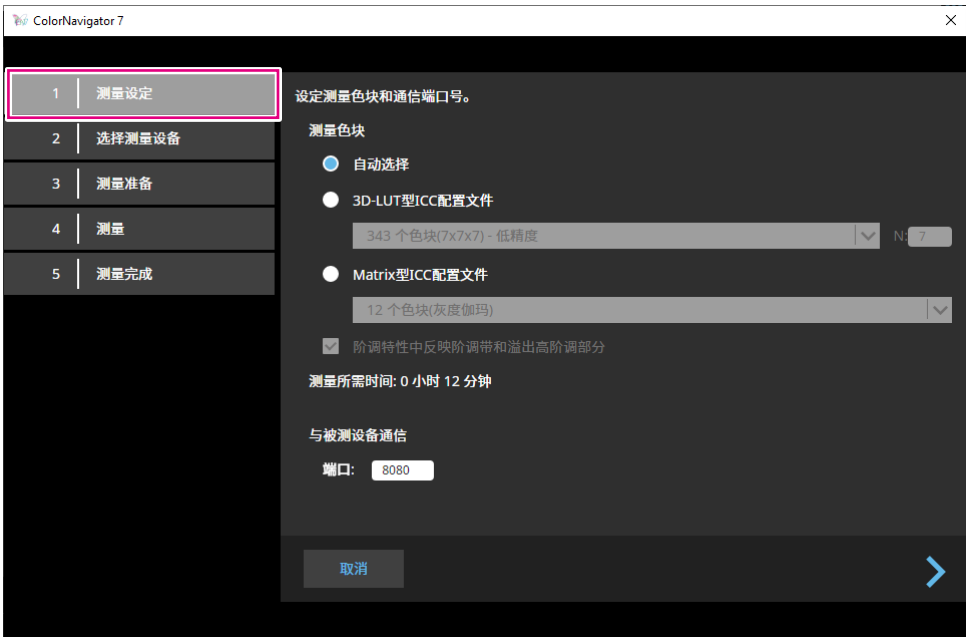 ColorNavigator 7
1 测量设定
2 选择测量设备
3 测量准备
4 测量
5 测量完成
设定测量色块和通信端口号。
测量色块
自动选择
3D-LUT型ICC配置文件
343 个色块(7x7x7) - 低精度 N: 7
Matrix型ICC配置文件
12 个色块(灰度伽玛)
阶调特性中反映阶调带和溢出高阶调部分
测量所需时间: 0 小时 12 分钟
与被测设备通信
端口: 8080
取消